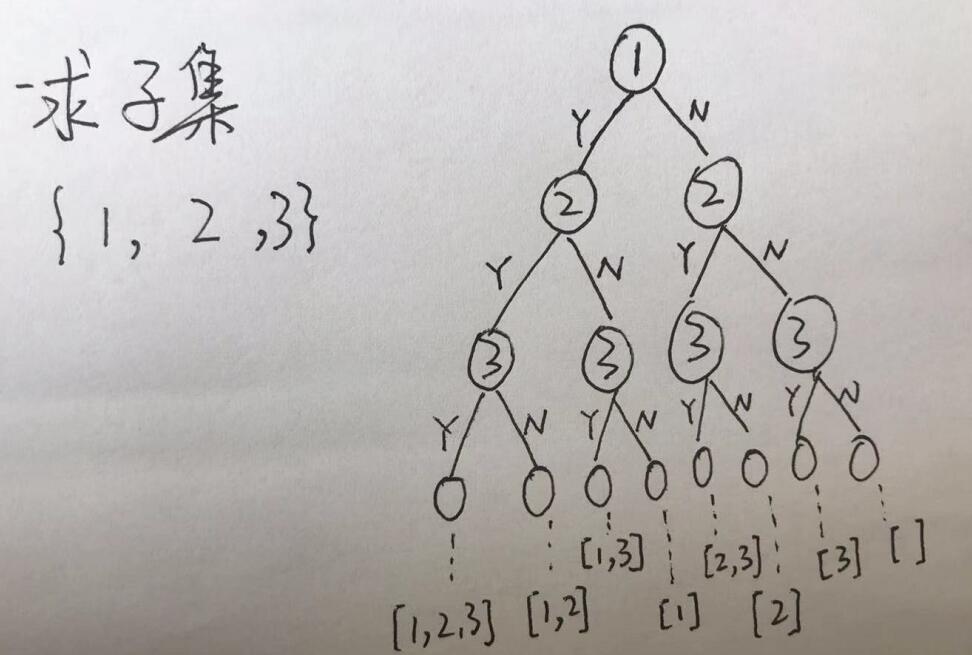 求子集
{1, 2, 3}
1
Y N
2 2
Y N Y N
3 3 3 3
Y N Y N Y N Y N
[1,2,3] [1,2] [1,3] [1] [2,3] [2] [3] [ ]